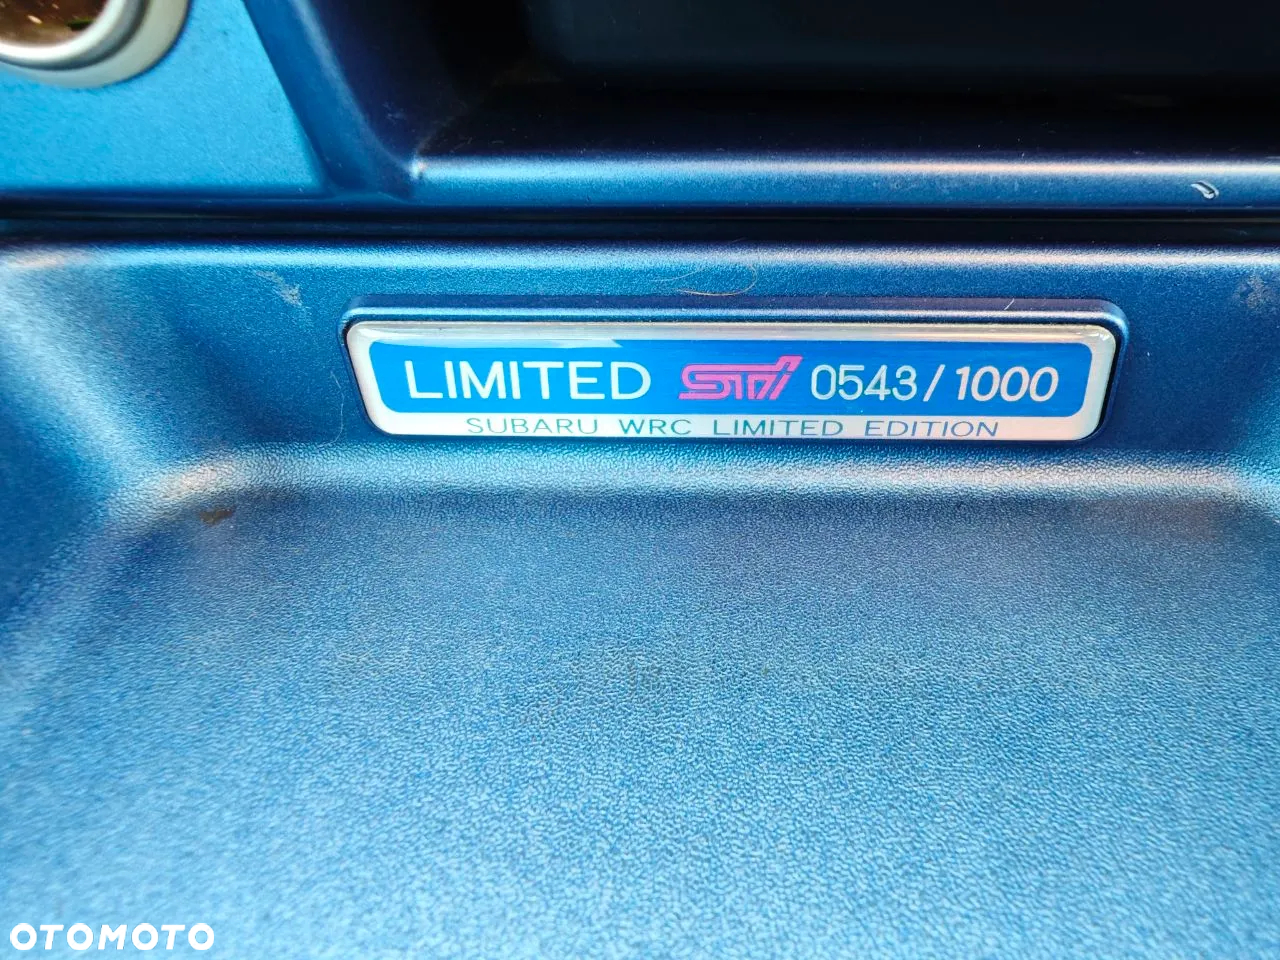 LIMITED STi 0543/1000
SUBARU WRC LIMITED EDITION
OTOMOTO